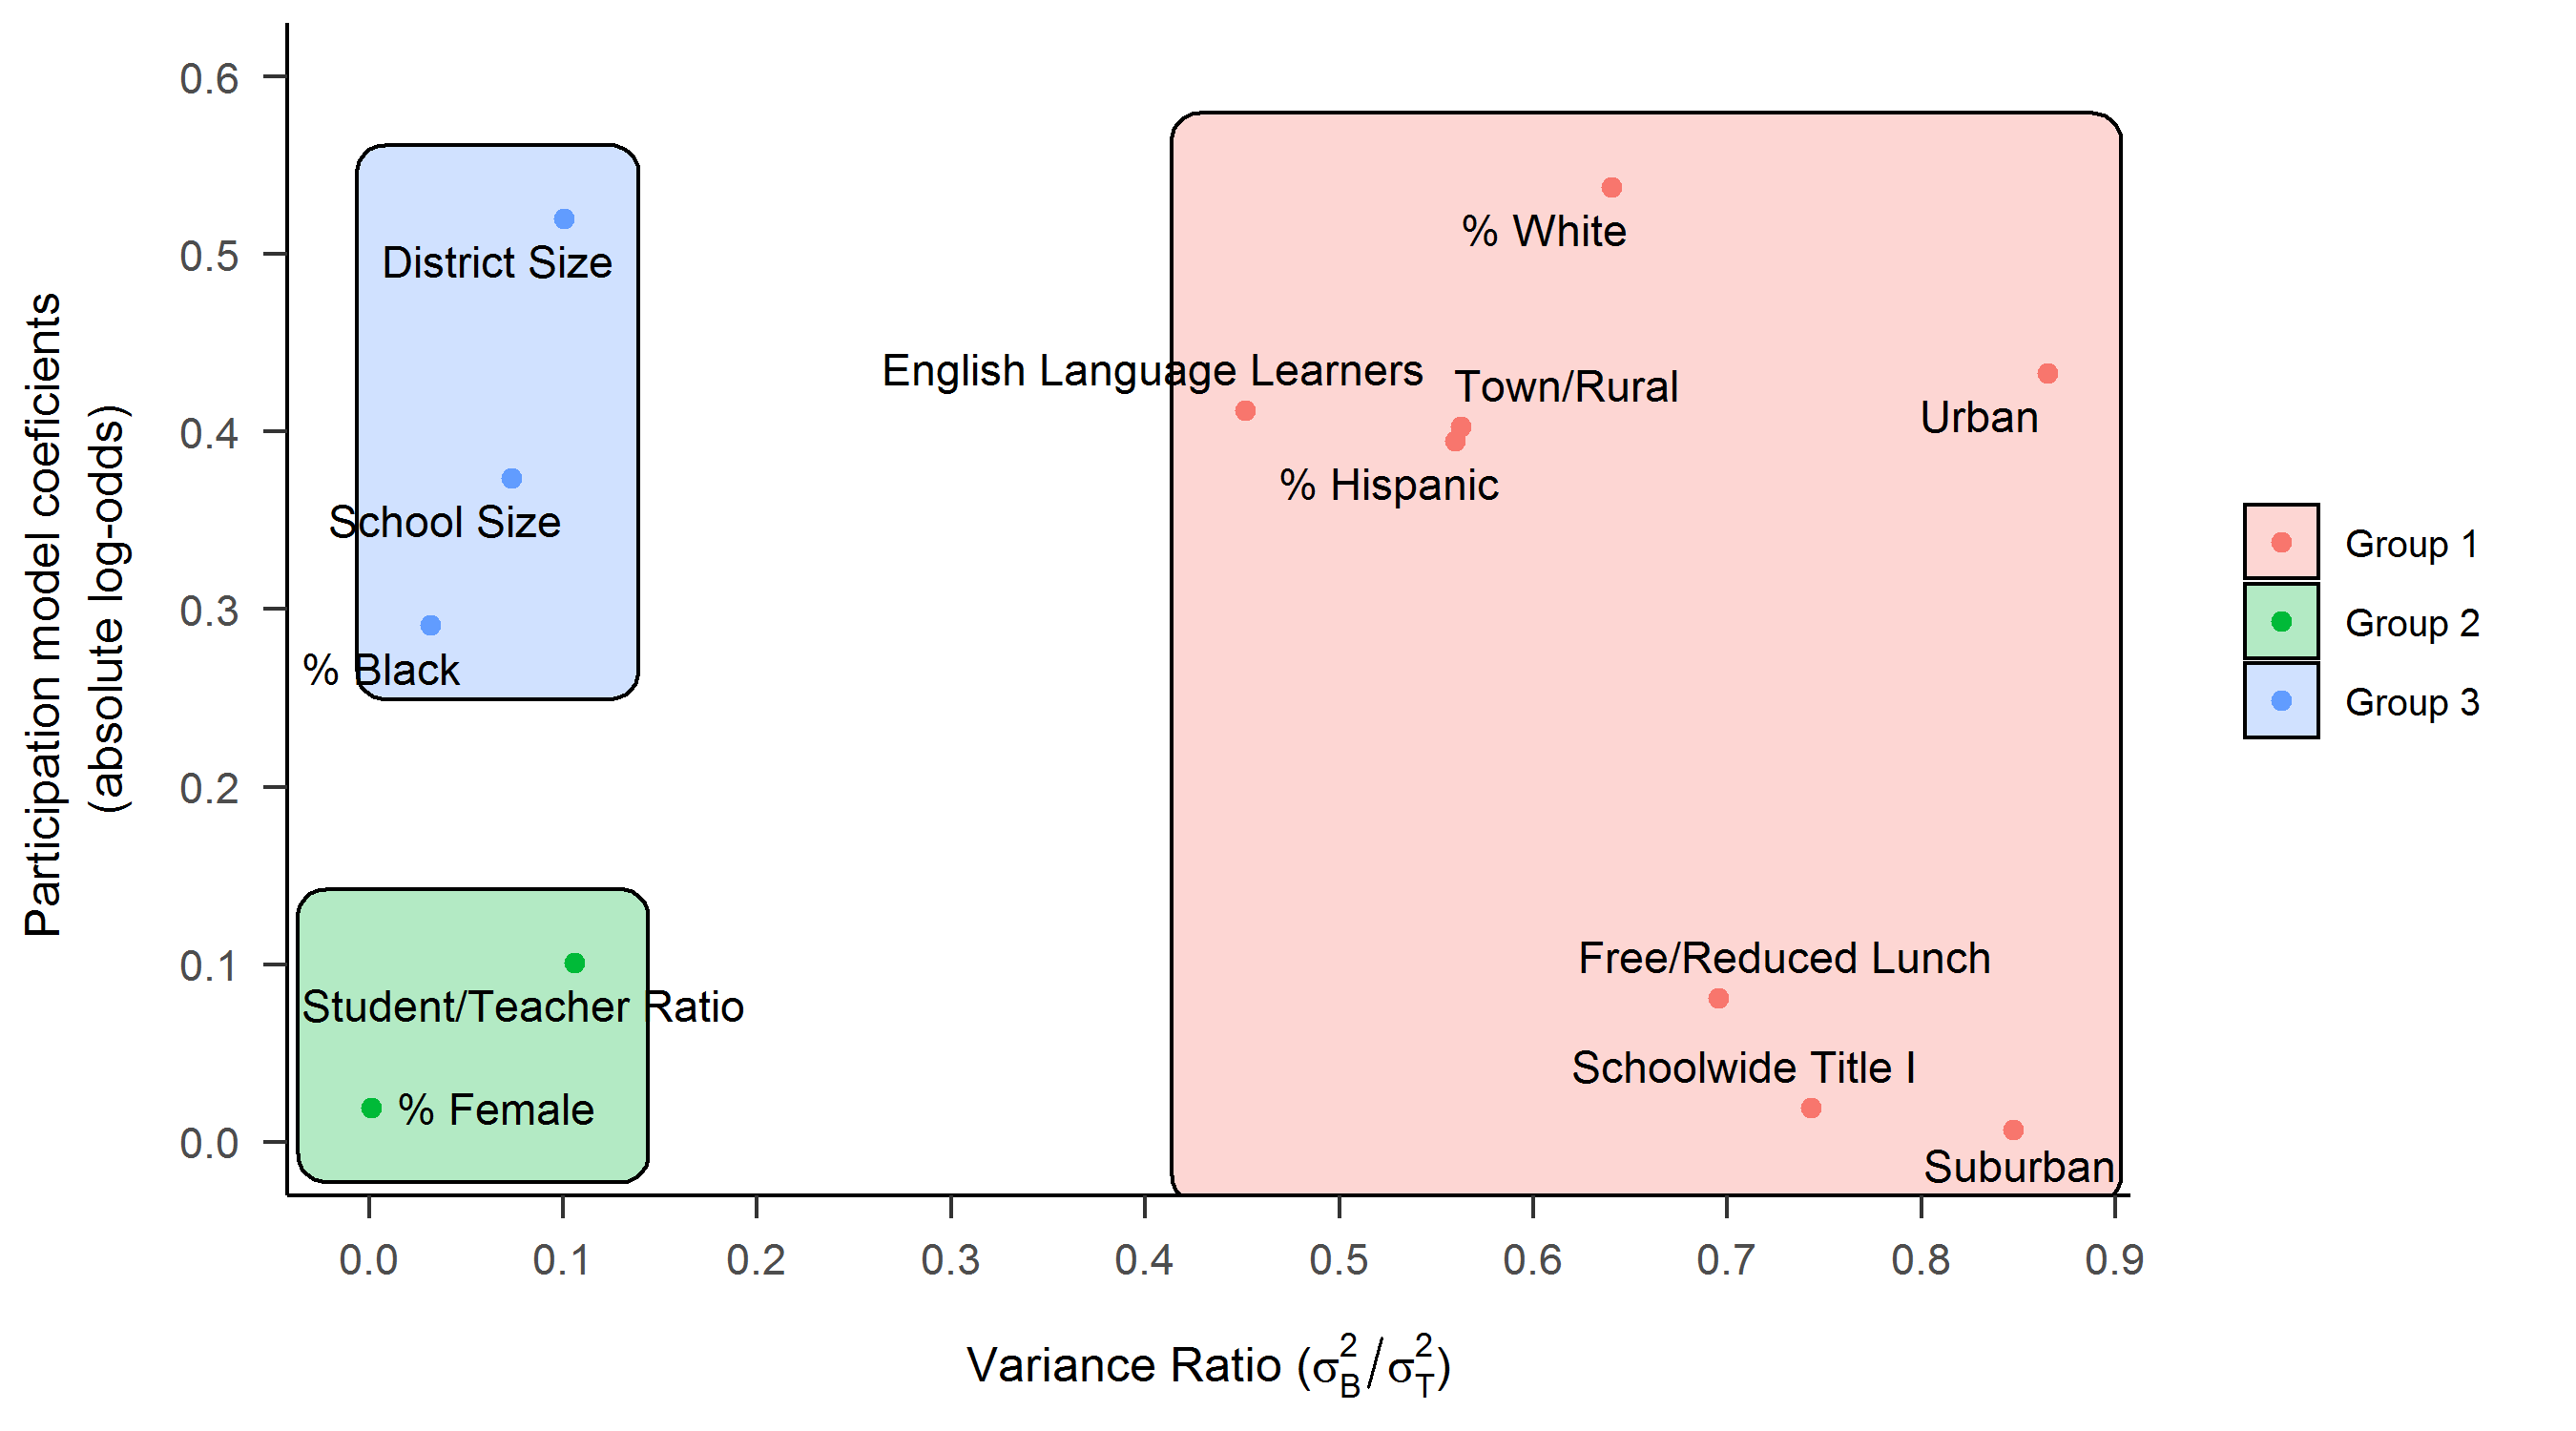 Participation model coeficients
(absolute log-odds)
0.6
0.5
0.4
0.3
0.2
0.1
0.0
District Size
School Size
% Black
Student/Teacher Ratio
% Female
% White
English Language Learners
Town/Rural
Urban
% Hispanic
Free/Reduced Lunch
Schoolwide Title I
Suburban
Group 1
Group 2
Group 3
0.0 0.1 0.2 0.3 0.4 0.5 0.6 0.7 0.8 0.9
Variance Ratio (σ²_B/σ²_T)